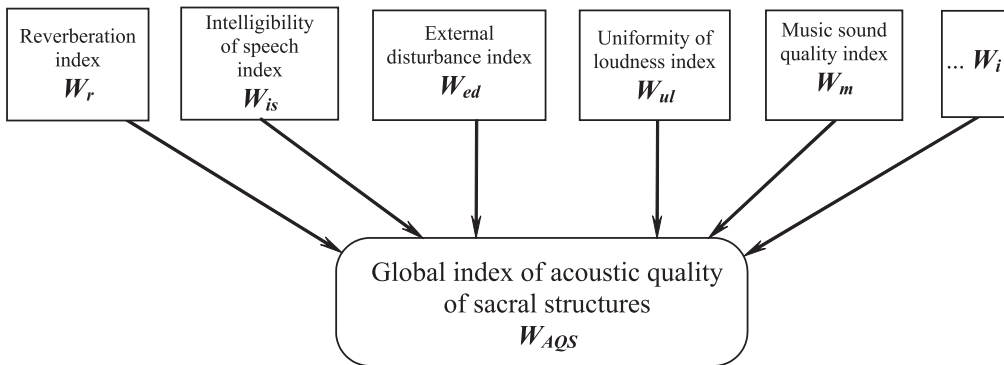 Reverberation
index
W_r
Intelligibility
of speech
index
W_is
External
disturbance index
W_ed
Uniformity of
loudness index
W_ul
Music sound
quality index
W_m
... W_i
Global index of acoustic quality
of sacral structures
W_AQS